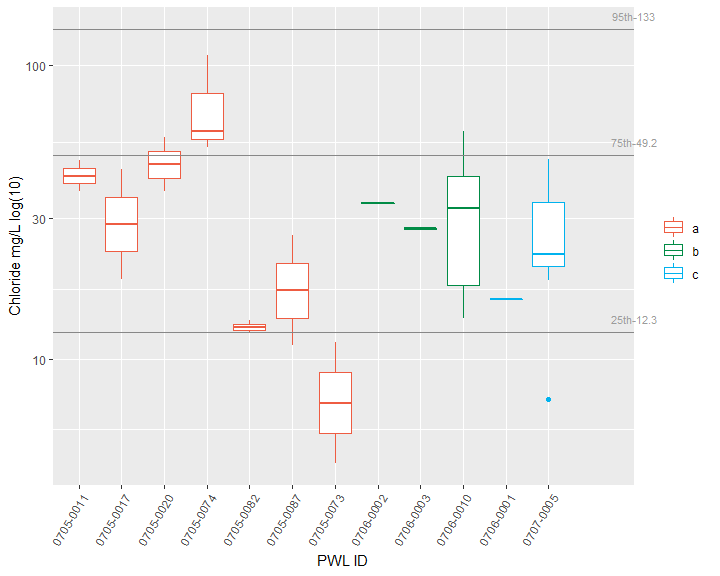 95th-133
100
75th-49.2
30
25th-12.3
10
Chloride mg/L log(10)
a
b
c
0705-0011
0705-0017
0705-0020
0705-0074
0705-0082
0705-0087
0705-0073
0706-0002
0706-0003
0706-0010
0706-0001
0707-0005
PWL ID